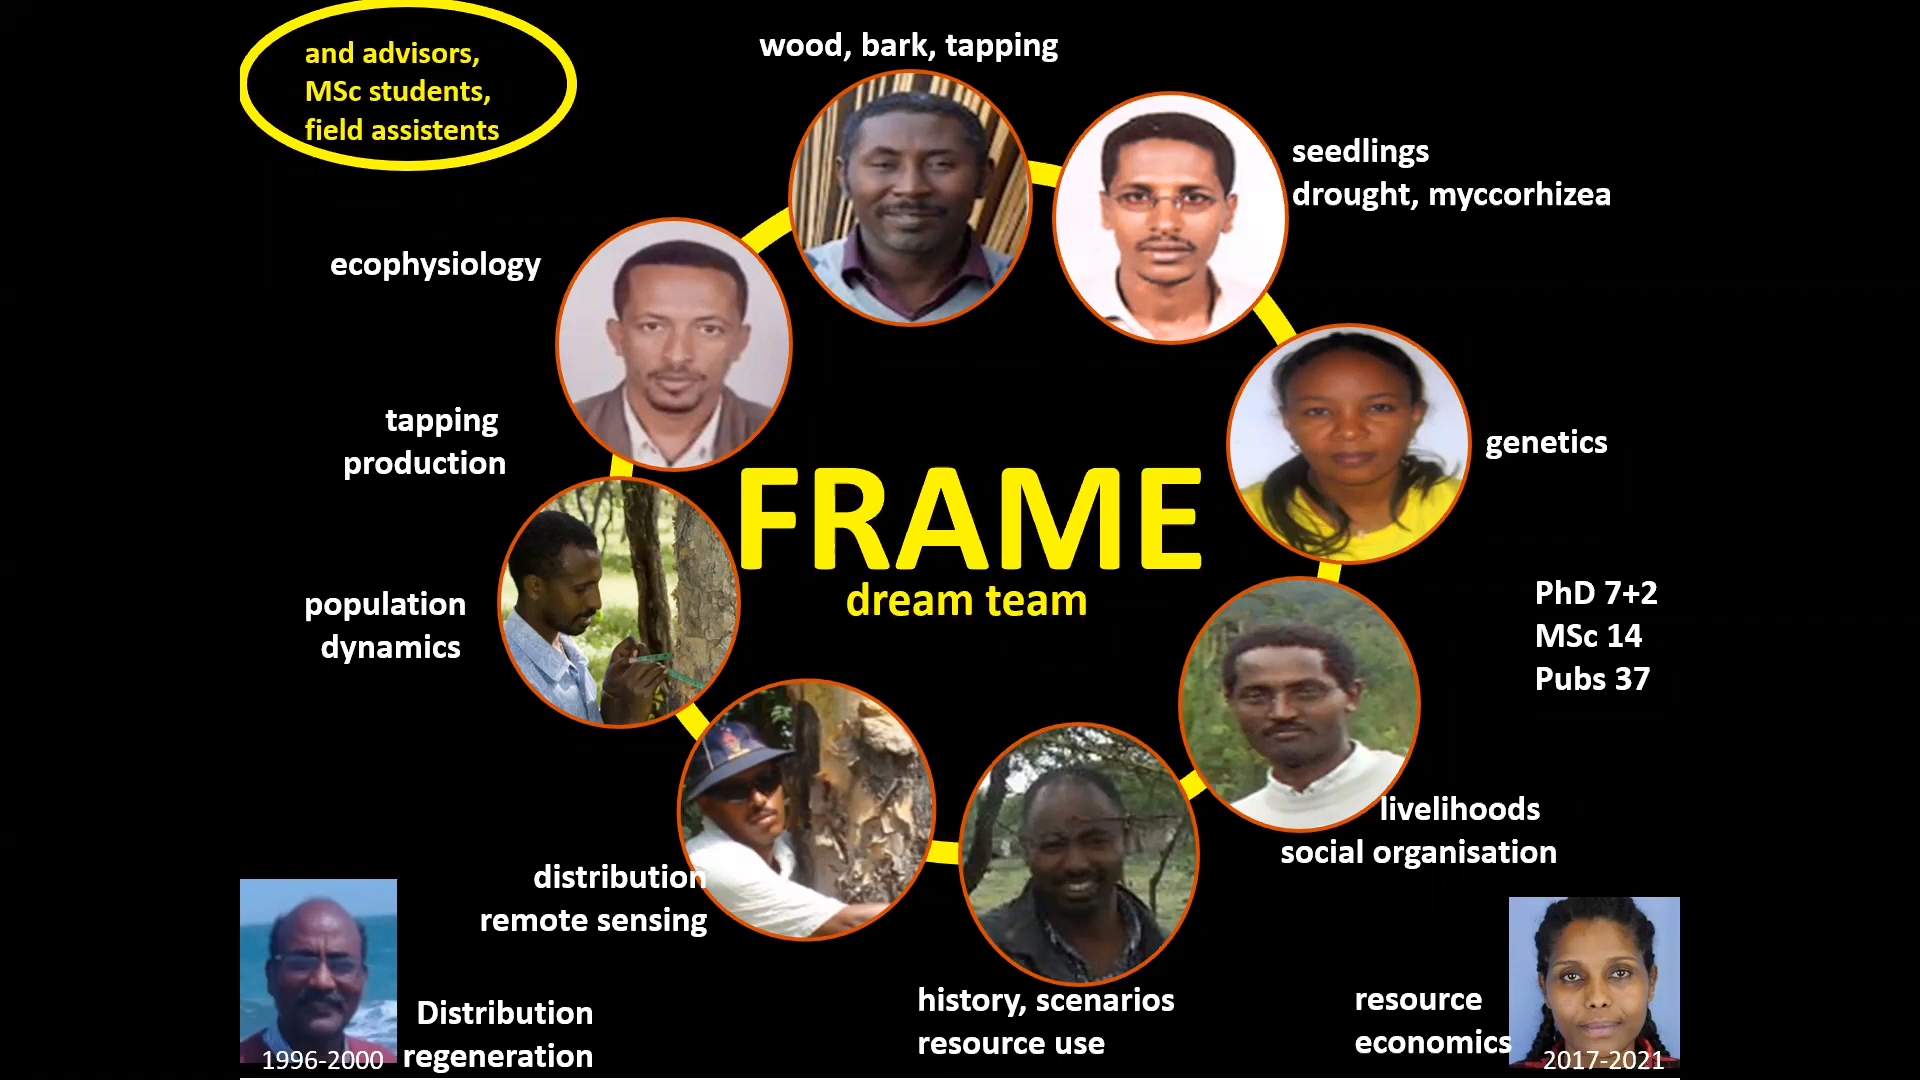 and advisors,
MSc students,
field assistents
wood, bark, tapping
seedlings
drought, myccorhizea
ecophysiology
tapping
production
genetics
FRAME
dream team
population
dynamics
PhD 7+2
MSc 14
Pubs 37
livelihoods
social organisation
distribution
remote sensing
history, scenarios
resource use
Distribution
regeneration
1996-2000
resource
economics
2017-2021